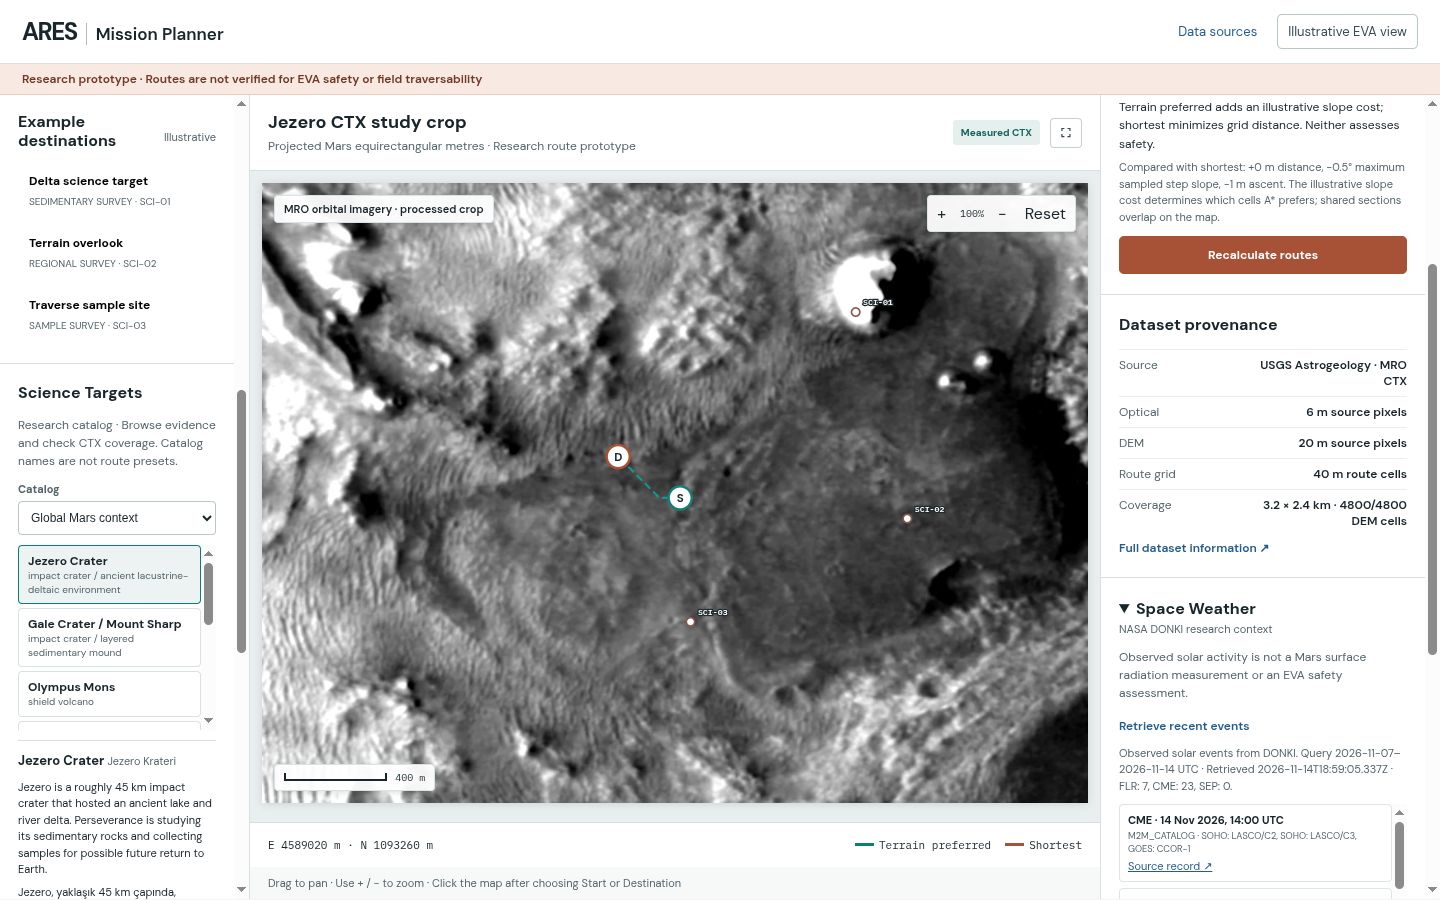 ARES Mission Planner
Data sources
Illustrative EVA view
Research prototype · Routes are not verified for EVA safety or field traversability
Example
destinations
Illustrative
Delta science target
SEDIMENTARY SURVEY · SCI-01
Terrain overlook
REGIONAL SURVEY · SCI-02
Traverse sample site
SAMPLE SURVEY · SCI-03
Science Targets
Research catalog · Browse evidence
and check CTX coverage. Catalog
names are not route presets.
Catalog
Global Mars context
Jezero Crater
impact crater / ancient lacustrine-
deltaic environment
Gale Crater / Mount Sharp
impact crater / layered
sedimentary mound
Olympus Mons
shield volcano
Jezero Crater Jezero Krateri
Jezero is a roughly 45 km impact
crater that hosted an ancient lake and
river delta. Perseverance is studying
its sedimentary rocks and collecting
samples for possible future return to
Earth.
Jezero, yaklaşık 45 km çapında,
Jezero CTX study crop
Projected Mars equirectangular metres · Research route prototype
Measured CTX
MRO orbital imagery · processed crop
+ 100% − Reset
SCI-01
D
S
SCI-02
SCI-03
400 m
E 4589020 m · N 1093260 m
Terrain preferred
Shortest
Drag to pan · Use + / − to zoom · Click the map after choosing Start or Destination
Terrain preferred adds an illustrative slope cost;
shortest minimizes grid distance. Neither assesses
safety.
Compared with shortest: +0 m distance, -0.5° maximum
sampled step slope, -1 m ascent. The illustrative slope
cost determines which cells A* prefers; shared sections
overlap on the map.
Recalculate routes
Dataset provenance
Source USGS Astrogeology · MRO
CTX
Optical 6 m source pixels
DEM 20 m source pixels
Route grid 40 m route cells
Coverage 3.2 × 2.4 km · 4800/4800
DEM cells
Full dataset information ↗
▼ Space Weather
NASA DONKI research context
Observed solar activity is not a Mars surface
radiation measurement or an EVA safety
assessment.
Retrieve recent events
Observed solar events from DONKI. Query 2026-11-07–
2026-11-14 UTC · Retrieved 2026-11-14T18:59:05.337Z ·
FLR: 7, CME: 23, SEP: 0.
CME · 14 Nov 2026, 14:00 UTC
M2M_CATALOG · SOHO: LASCO/C2, SOHO: LASCO/C3,
GOES: CCOR-1
Source record ↗